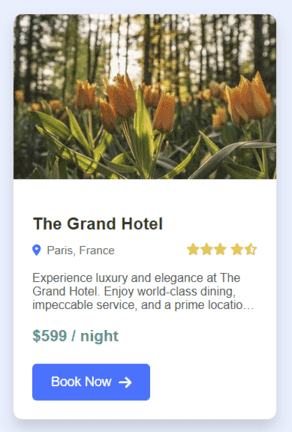 The Grand Hotel
Paris, France
Experience luxury and elegance at The
Grand Hotel. Enjoy world-class dining,
impeccable service, and a prime locatio...
$599 / night
Book Now